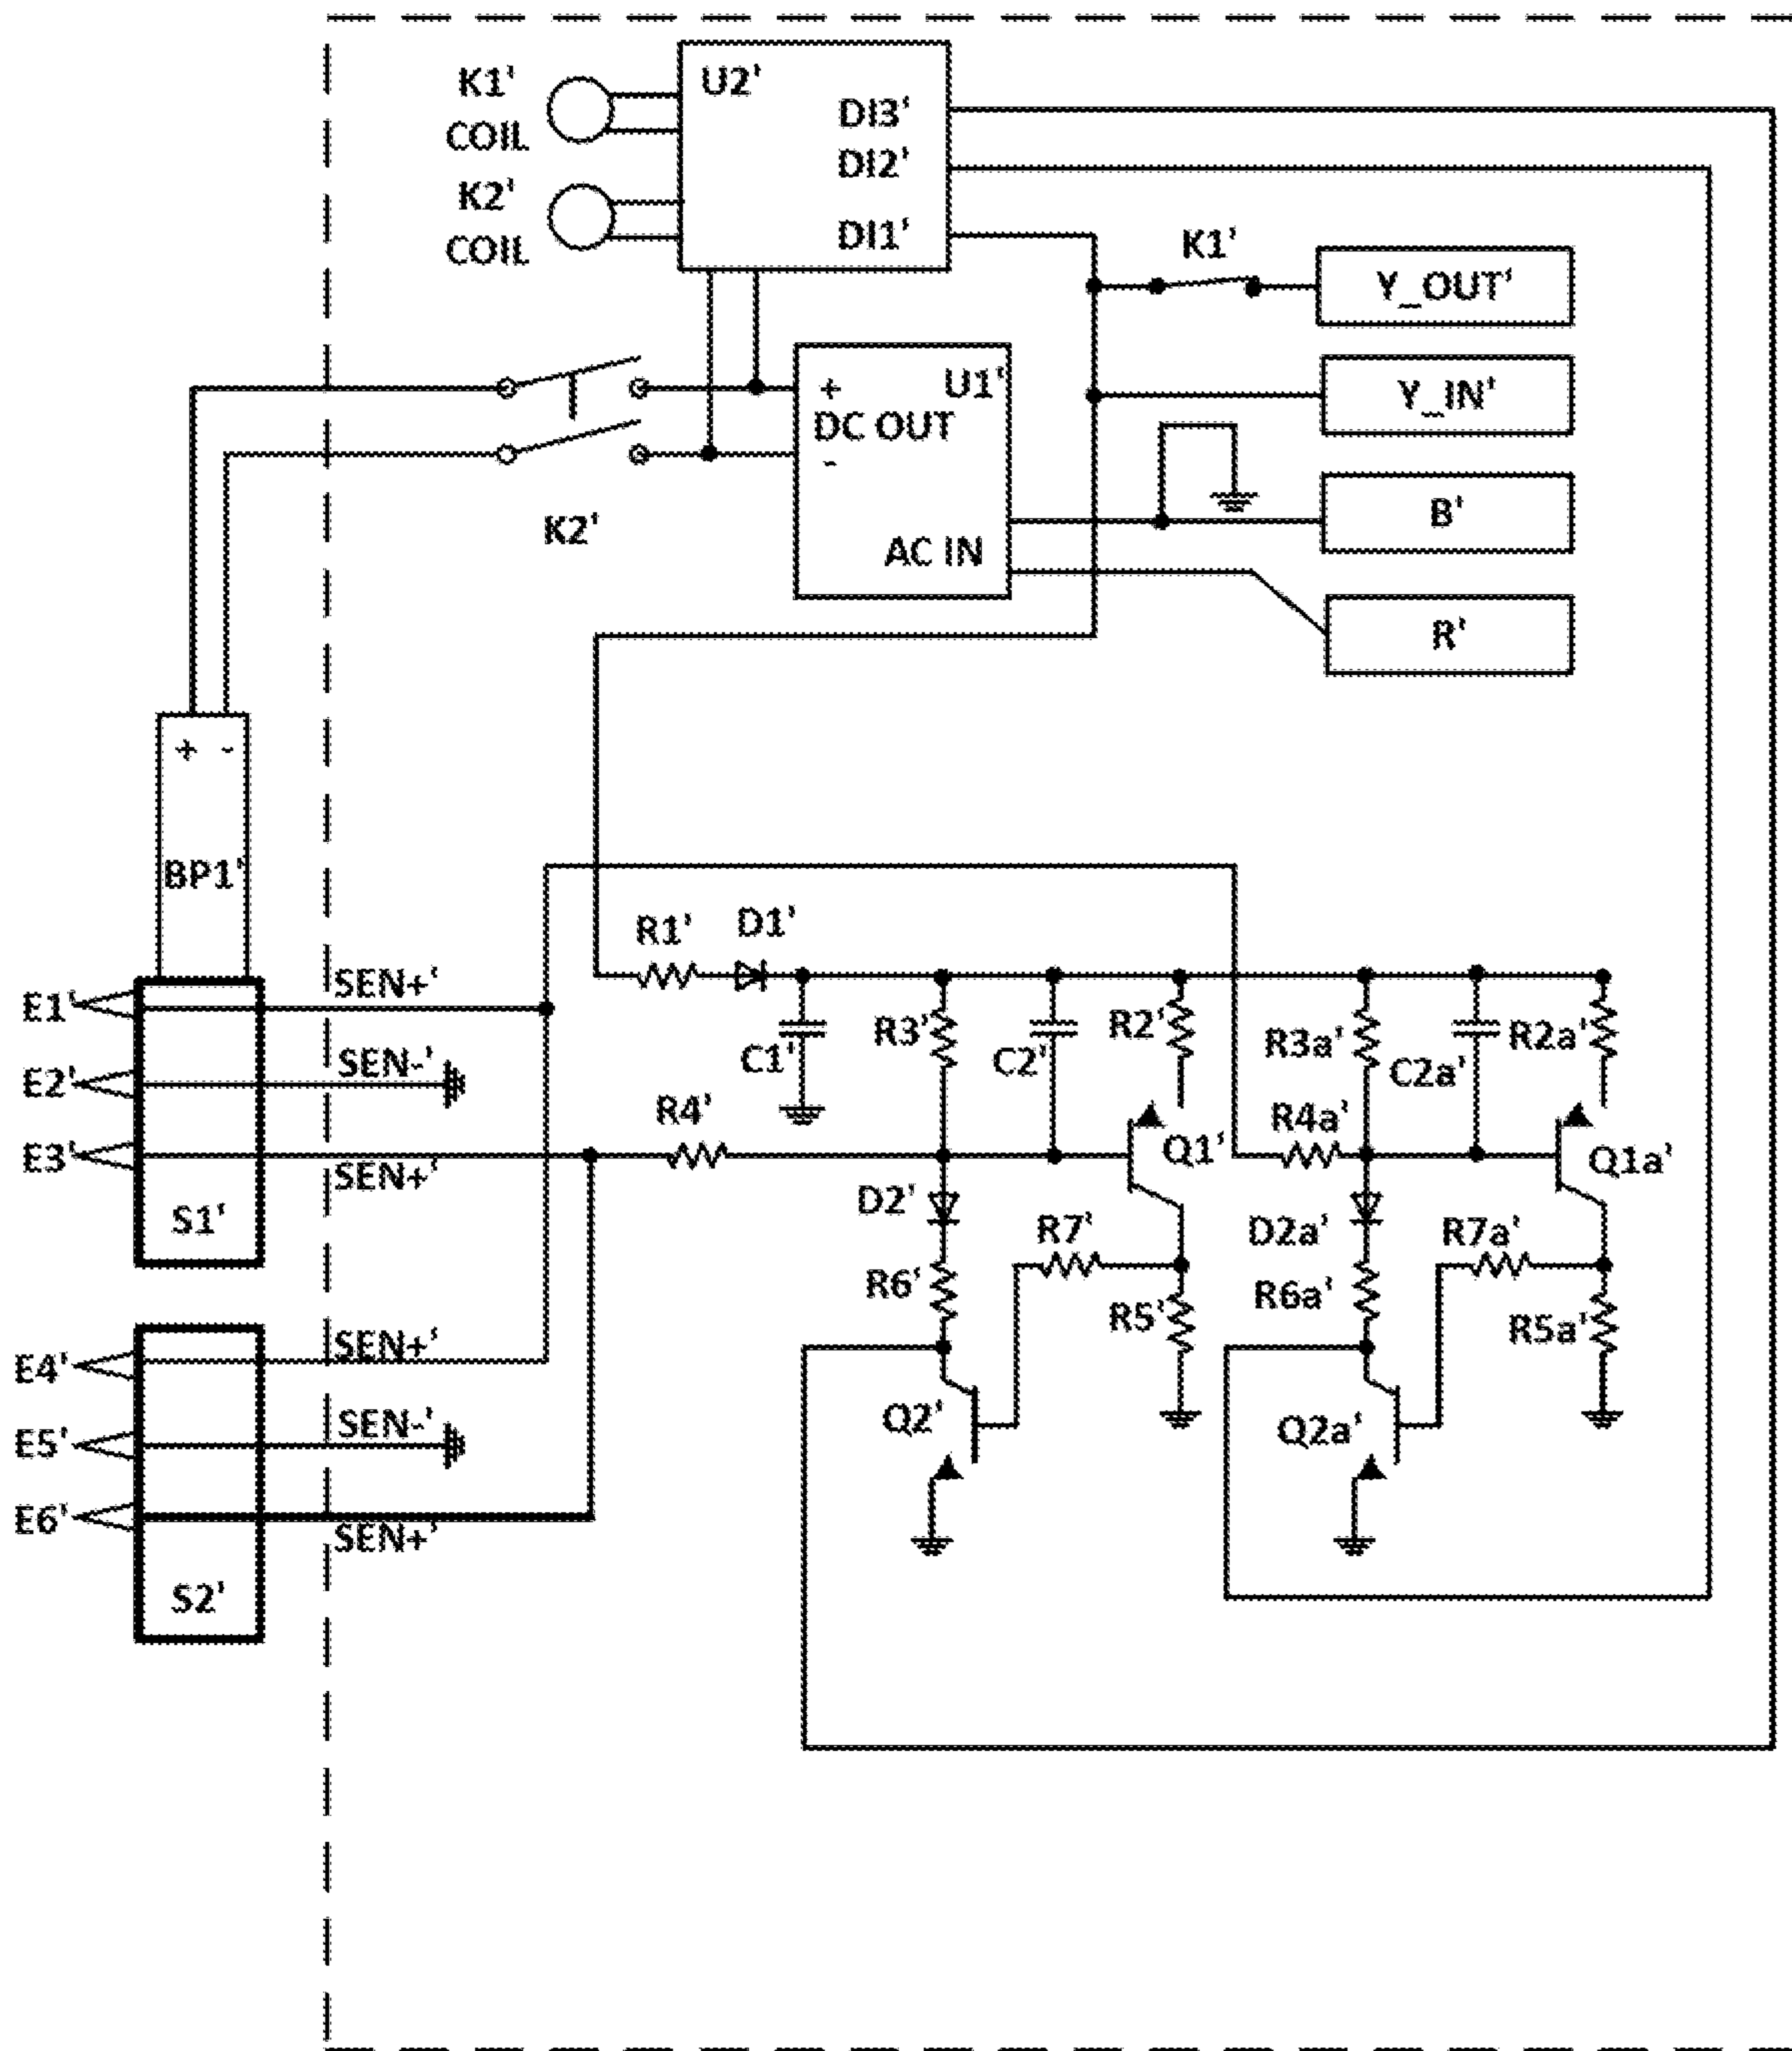 K1'
COIL
K2'
COIL
U2'
DI3'
DI2'
DI1'
K1'
Y_OUT'
Y_IN'
B'
R'
+ U1'
DC OUT
-
AC IN
K2'
+ -
BP1'
R1' D1'
E1' SEN+'
E2' SEN-'
E3' SEN+'
S1'
C1'
R3'
C2'
R2'
R3a'
C2a'
R2a'
R4'
R4a'
Q1'
Q1a'
D2'
R7'
D2a'
R7a'
R6'
R5'
R6a'
R5a'
E4' SEN+'
E5' SEN-'
E6' SEN+'
S2'
Q2'
Q2a'